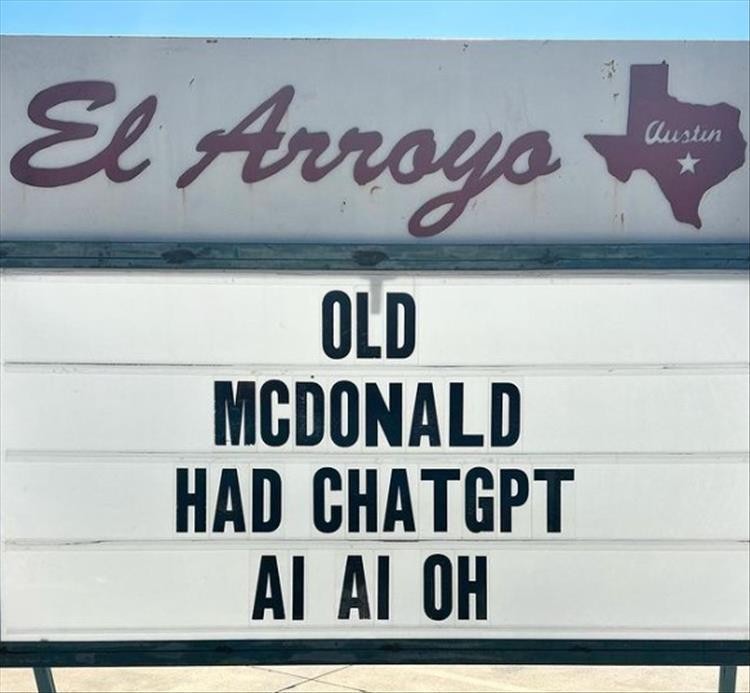 El Arroyo
Austin
OLD
MCDONALD
HAD CHATGPT
AI AI OH